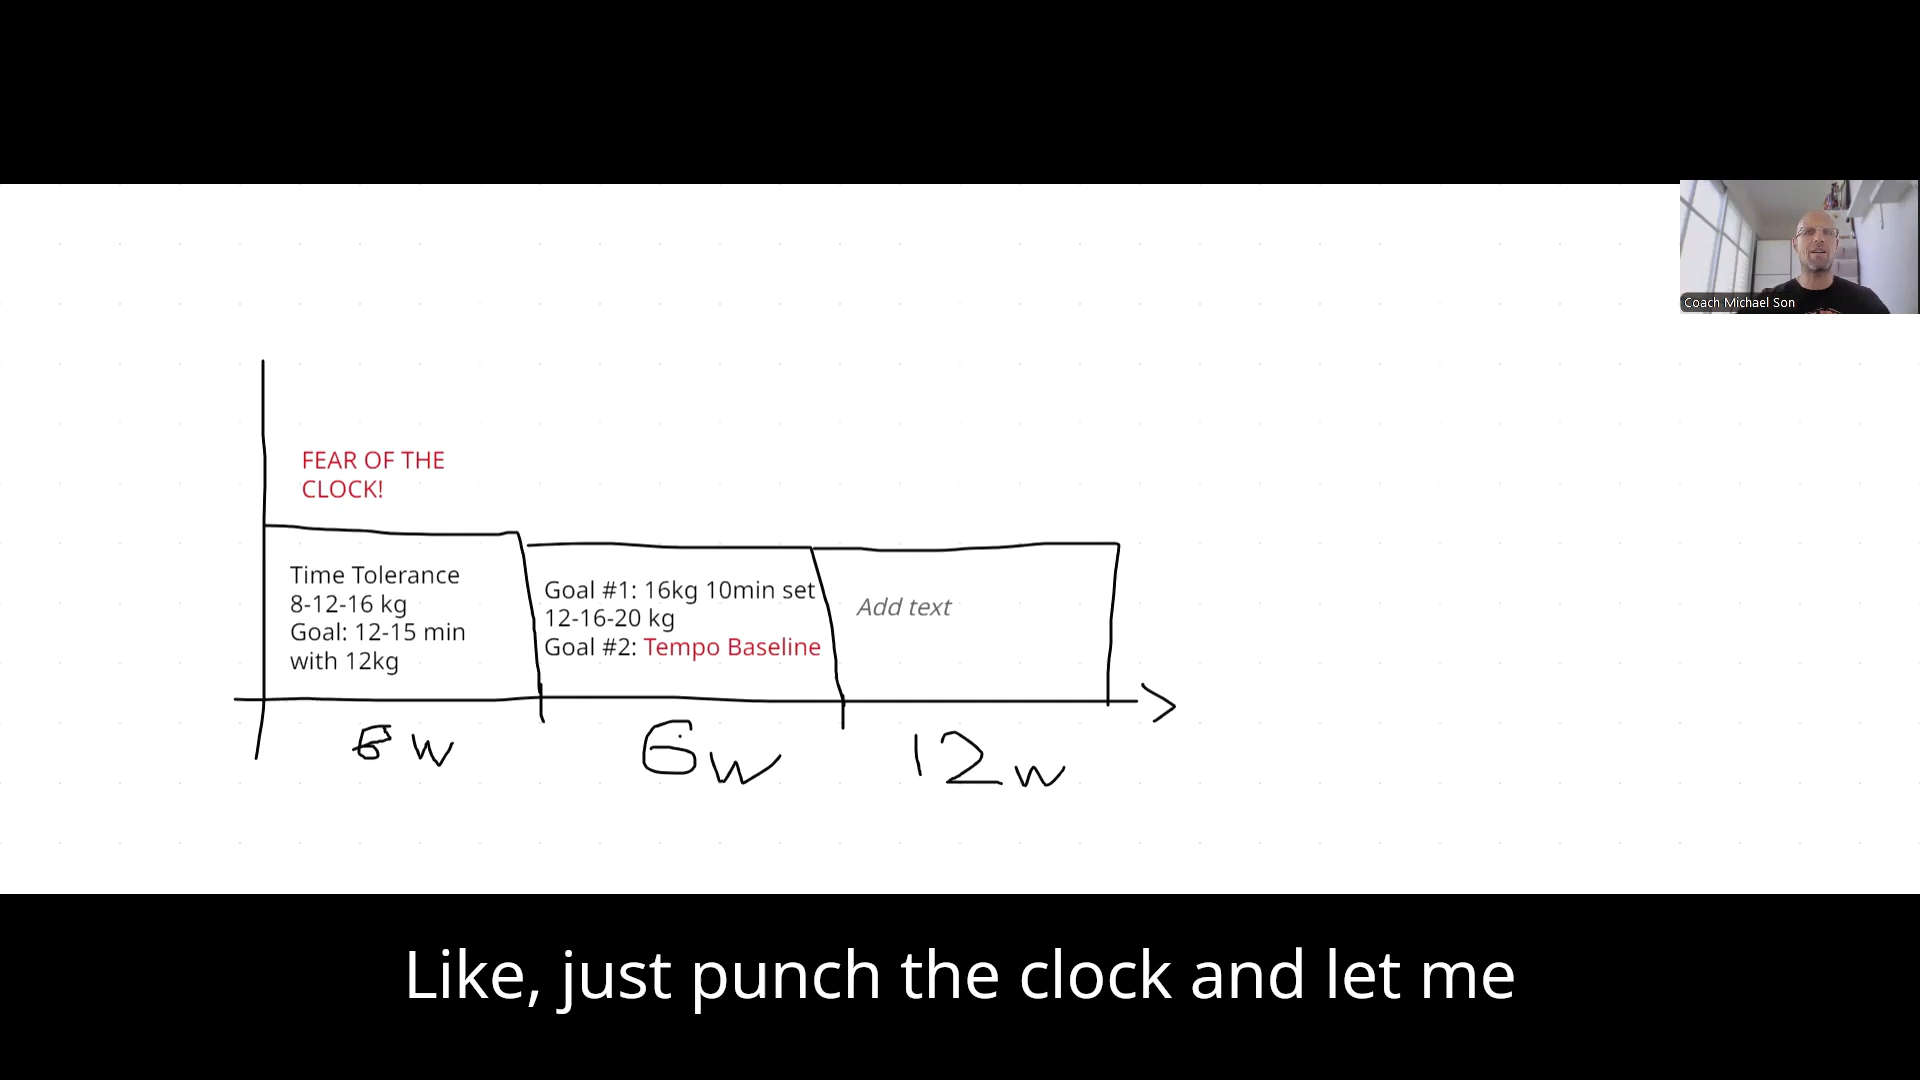 Coach Michael Son
FEAR OF THE
CLOCK!
Time Tolerance
8-12-16 kg
Goal: 12-15 min
with 12kg
Goal #1: 16kg 10min set
12-16-20 kg
Goal #2: Tempo Baseline
Add text
W
6w
12w
Like, just punch the clock and let me